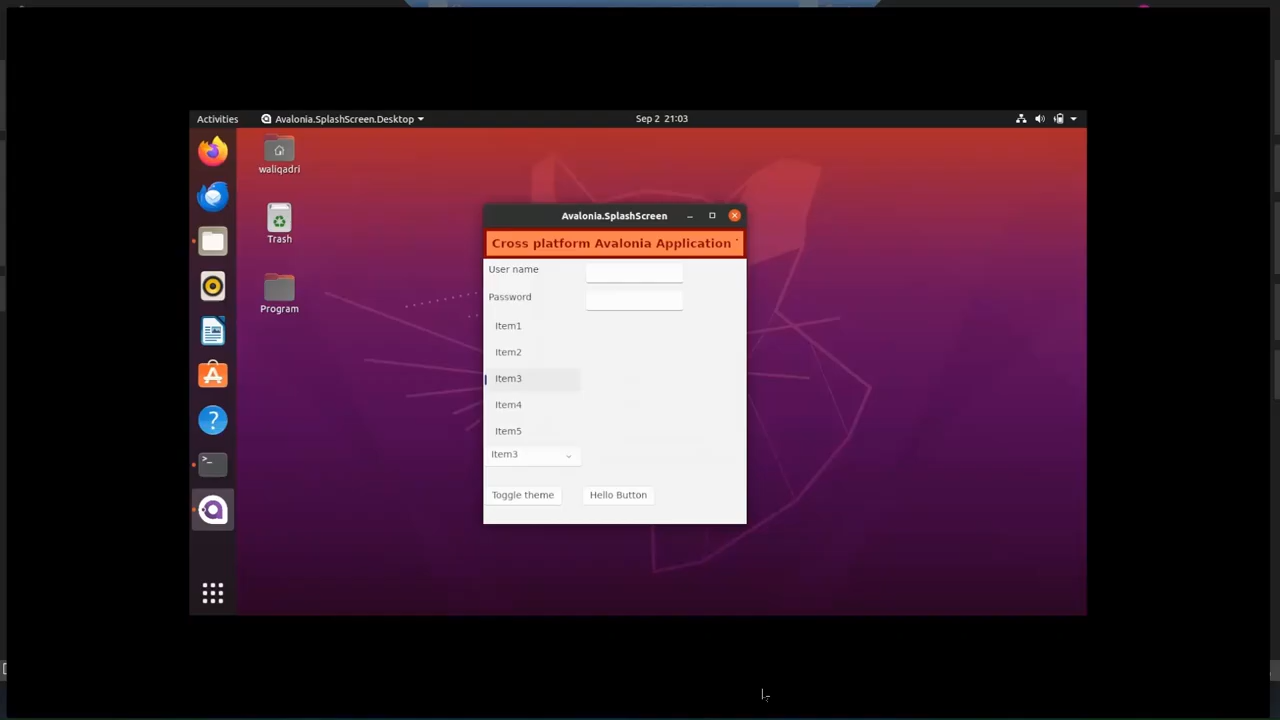 Activities
Avalonia.SplashScreen.Desktop
Sep 2 21:03
waliqadri
Trash
Program
Avalonia.SplashScreen
Cross platform Avalonia Application
User name
Password
Item1
Item2
Item3
Item4
Item5
Item3
Toggle theme
Hello Button